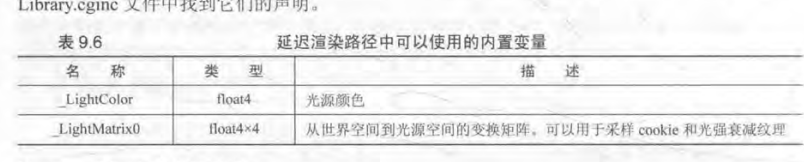 Library.cginc 文件中找到它们的声明。
表 9.6 延迟渲染路径中可以使用的内置变量
名 称 类 型 描 述
_LightColor float4 光源颜色
_LightMatrix0 float4×4 从世界空间到光源空间的变换矩阵。可以用于采样 cookie 和光强衰减纹理